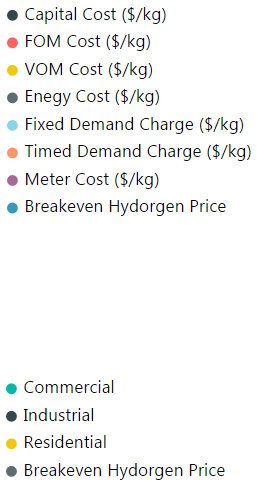 Capital Cost ($/kg)
FOM Cost ($/kg)
VOM Cost ($/kg)
Enegy Cost ($/kg)
Fixed Demand Charge ($/kg)
Timed Demand Charge ($/kg)
Meter Cost ($/kg)
Breakeven Hydorgen Price
Commercial
Industrial
Residential
Breakeven Hydorgen Price